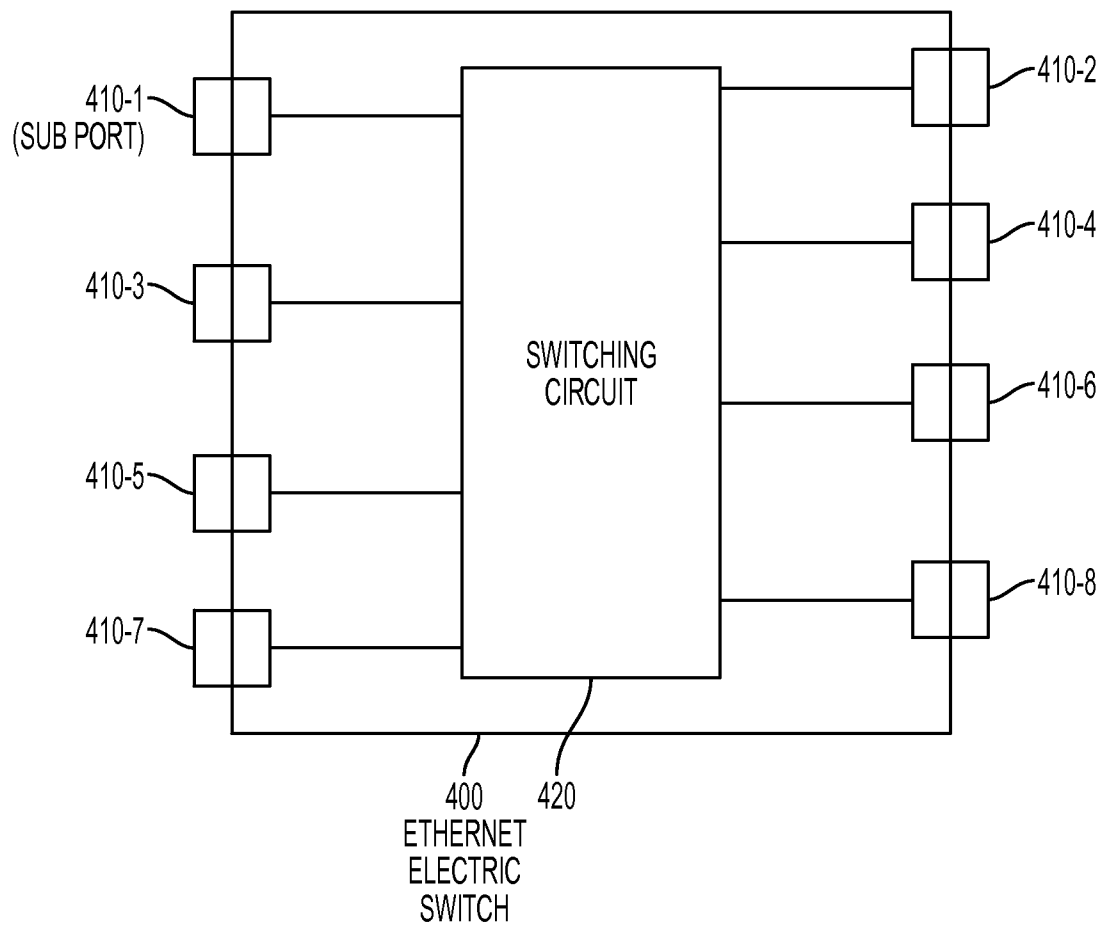 410-1
(SUB PORT)
410-2
410-3
410-4
SWITCHING
CIRCUIT
410-5
410-6
410-7
410-8
400
ETHERNET
ELECTRIC
SWITCH
420